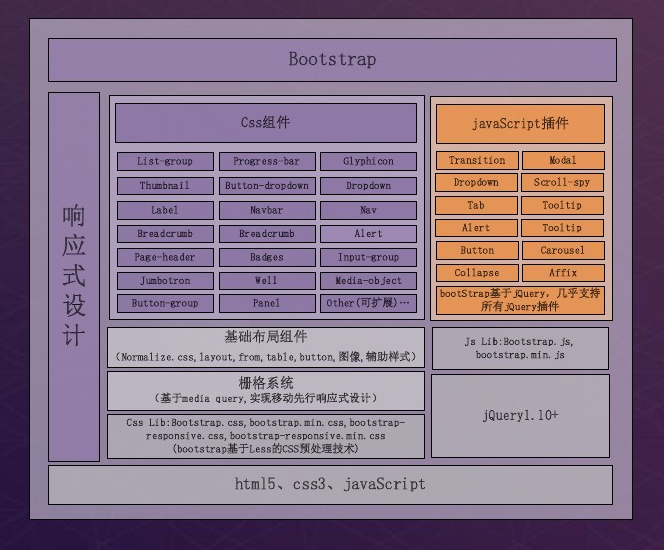 Bootstrap
响应式设计
Css组件
List-group
Progress-bar
Glyphicon
Thumbnail
Button-dropdown
Dropdown
Label
Navbar
Nav
Breadcrumb
Breadcrumb
Alert
Page-header
Badges
Input-group
Jumbotron
Well
Media-object
Button-group
Panel
Other(可扩展)…
javaScript插件
Transition
Modal
Dropdown
Scroll-spy
Tab
Tooltip
Alert
Tooltip
Button
Carousel
Collapse
Affix
bootStrap基于jQuery, 几乎支持
所有jQuery插件
基础布局组件
(Normalize.css,layout,from,table,button,图像,辅助样式)
栅格系统
(基于media query,实现移动先行响应式设计)
Css Lib:Bootstrap.css,bootstrap.min.css,bootstrap-
responsive.css,bootstrap-responsive.min.css
(bootstrap基于Less的CSS预处理技术)
Js Lib:Bootstrap.js,
bootstrap.min.js
jQuery1.10+
html5、css3、javaScript